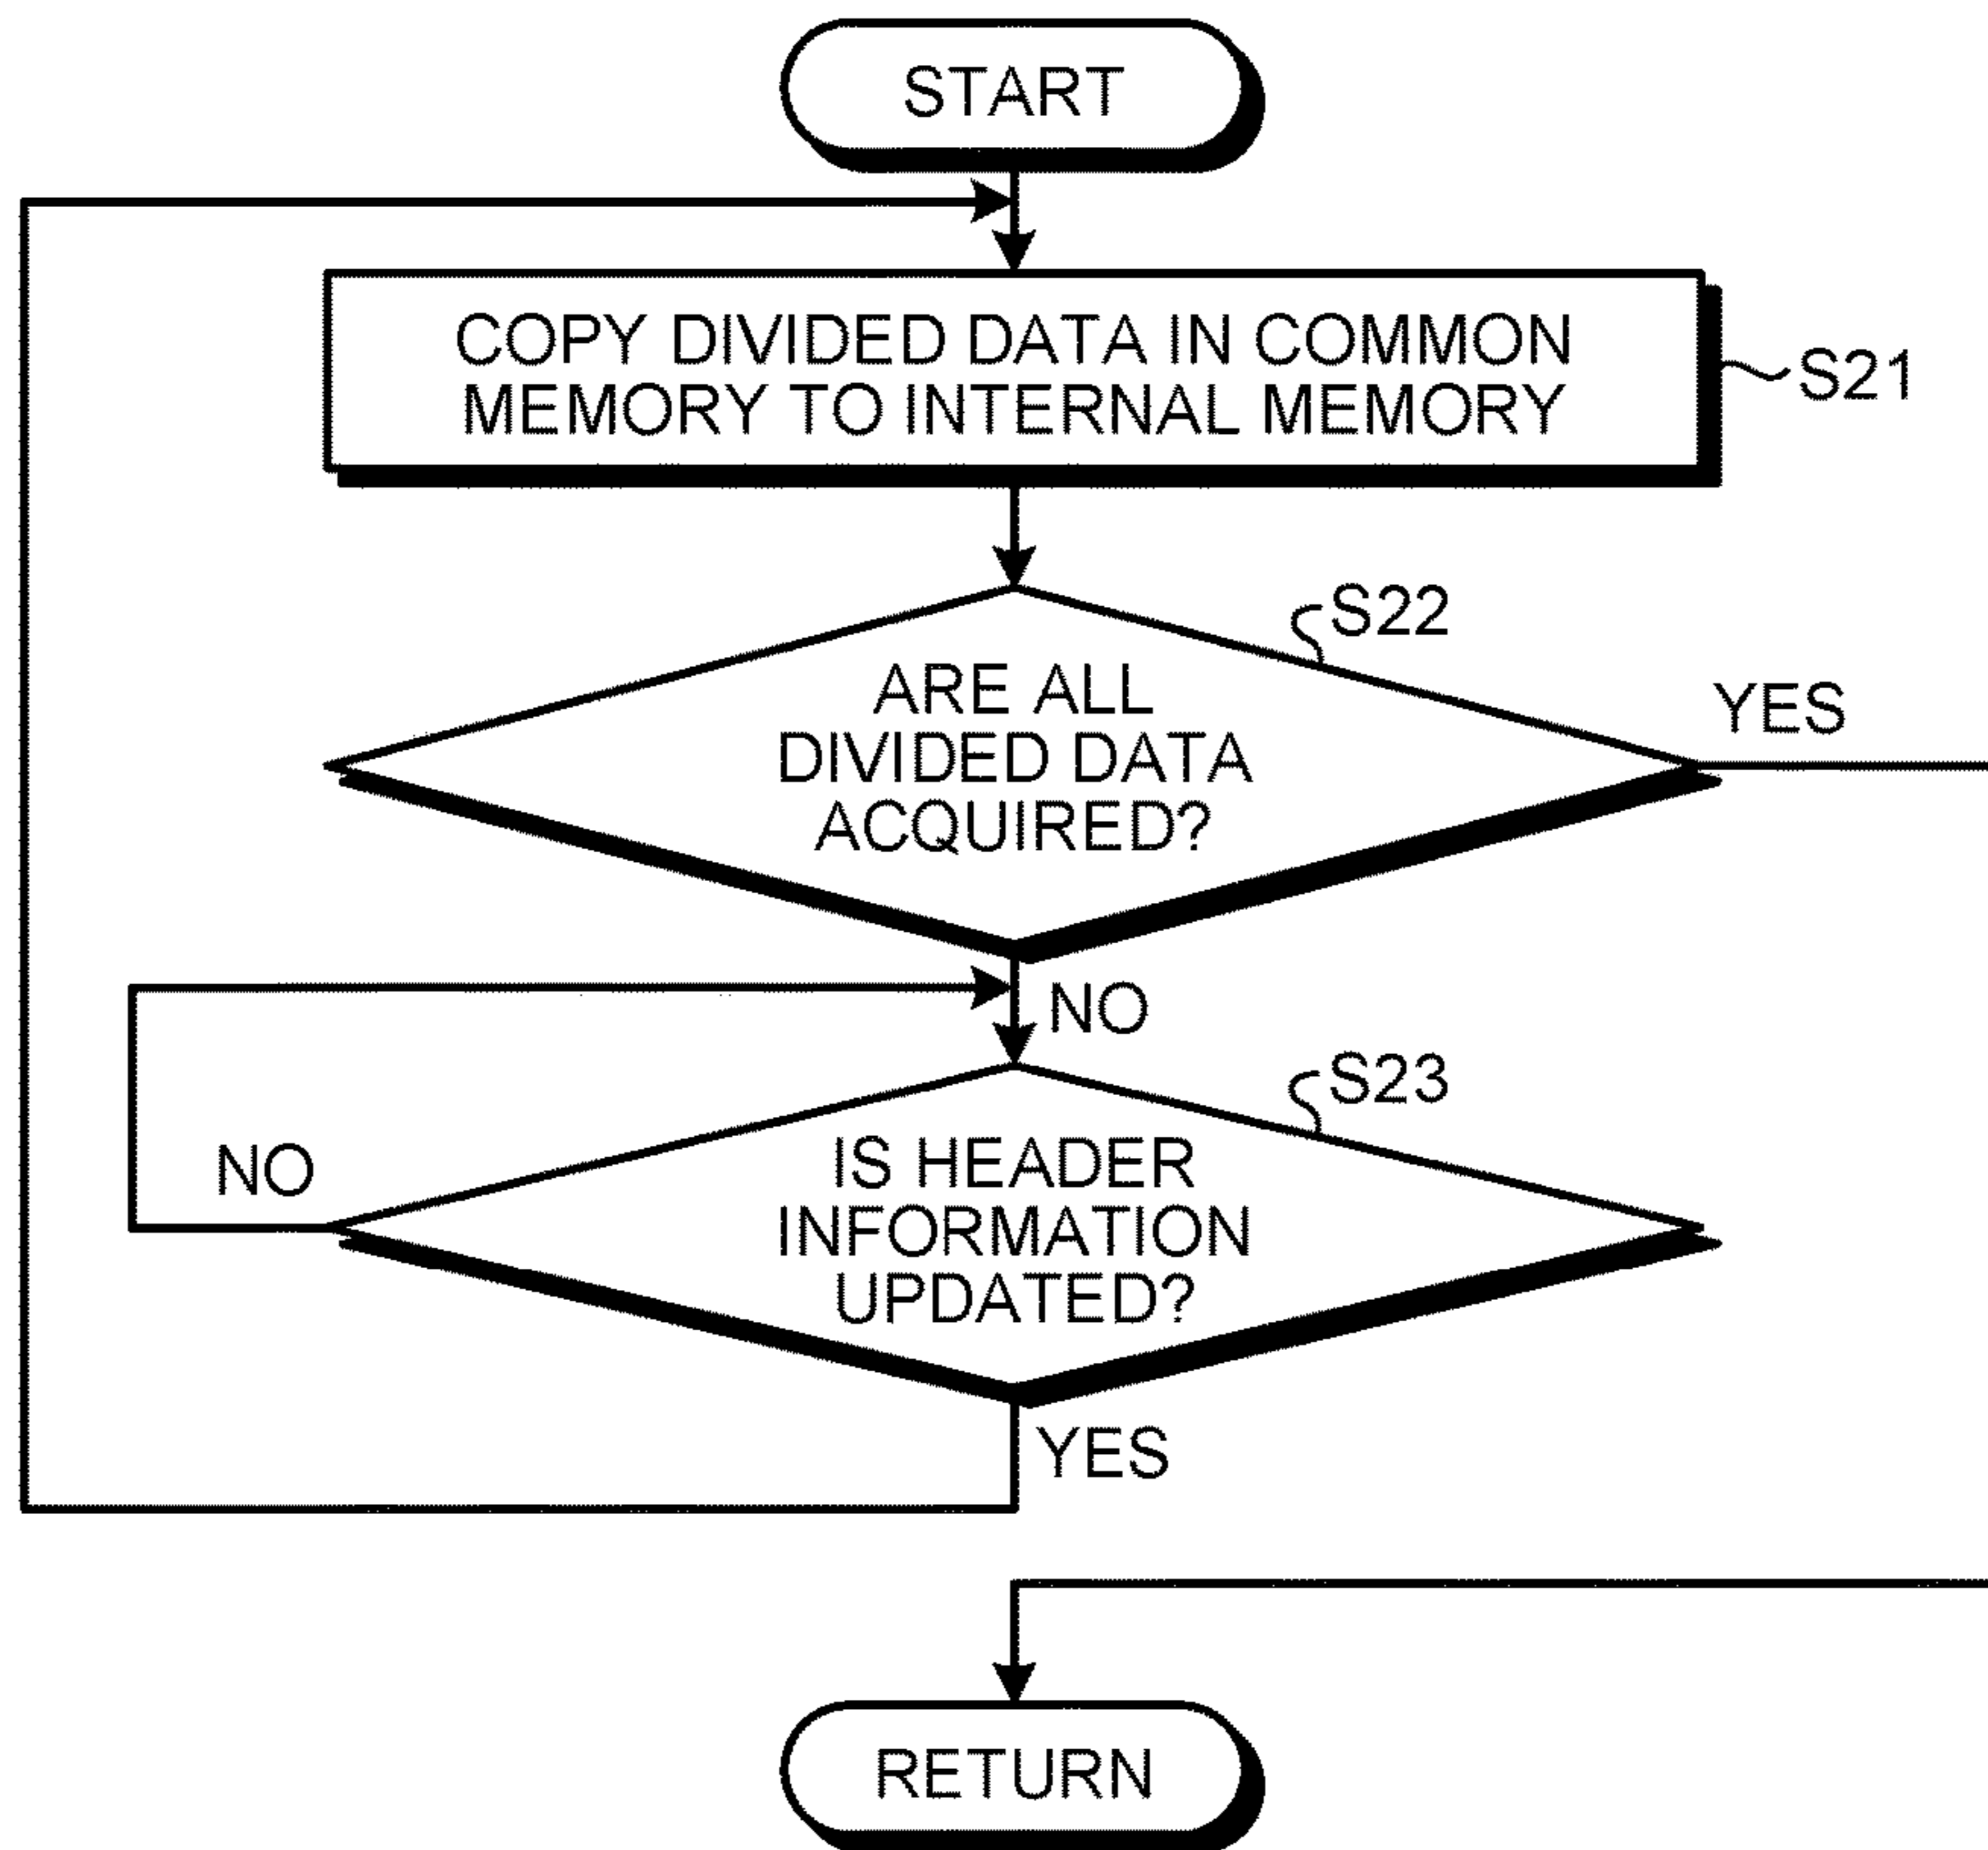 START
COPY DIVIDED DATA IN COMMON
MEMORY TO INTERNAL MEMORY
S21
S22
ARE ALL
DIVIDED DATA
ACQUIRED?
YES
NO
S23
IS HEADER
INFORMATION
UPDATED?
NO
YES
RETURN